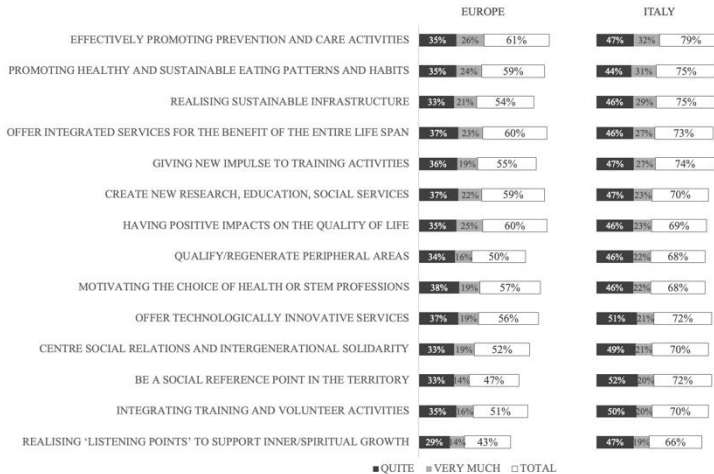 EUROPE ITALY
EFFECTIVELY PROMOTING PREVENTION AND CARE ACTIVITIES 35% 26% 61% 47% 32% 79%
PROMOTING HEALTHY AND SUSTAINABLE EATING PATTERNS AND HABITS 35% 24% 59% 44% 31% 75%
REALISING SUSTAINABLE INFRASTRUCTURE 33% 21% 54% 46% 29% 75%
OFFER INTEGRATED SERVICES FOR THE BENEFIT OF THE ENTIRE LIFE SPAN 37% 23% 60% 46% 27% 73%
GIVING NEW IMPULSE TO TRAINING ACTIVITIES 36% 19% 55% 47% 27% 74%
CREATE NEW RESEARCH, EDUCATION, SOCIAL SERVICES 37% 22% 59% 47% 23% 70%
HAVING POSITIVE IMPACTS ON THE QUALITY OF LIFE 35% 25% 60% 46% 23% 69%
QUALIFY/REGENERATE PERIPHERAL AREAS 34% 16% 50% 46% 22% 68%
MOTIVATING THE CHOICE OF HEALTH OR STEM PROFESSIONS 38% 19% 57% 46% 22% 68%
OFFER TECHNOLOGICALLY INNOVATIVE SERVICES 37% 19% 56% 51% 21% 72%
CENTRE SOCIAL RELATIONS AND INTERGENERATIONAL SOLIDARITY 33% 19% 52% 49% 21% 70%
BE A SOCIAL REFERENCE POINT IN THE TERRITORY 33% 14% 47% 52% 20% 72%
INTEGRATING TRAINING AND VOLUNTEER ACTIVITIES 35% 16% 51% 50% 20% 70%
REALISING 'LISTENING POINTS' TO SUPPORT INNER/SPIRITUAL GROWTH 29% 14% 43% 47% 19% 66%
QUITE VERY MUCH TOTAL